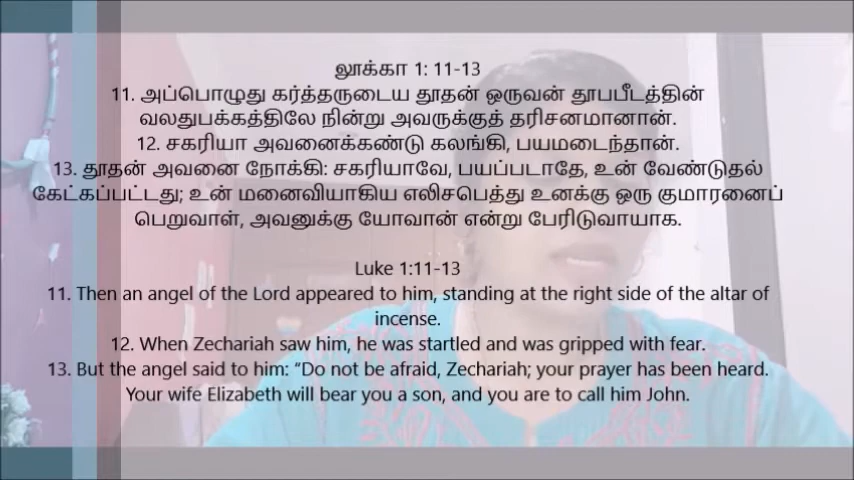 லூக்கா 1: 11-13
11. அப்பொழுது கர்த்தருடைய தூதன் ஒருவன் தூபபீடத்தின்
வலதுபக்கத்திலே நின்று அவருக்குத் தரிசனமானான்.
12. சகரியா அவனைக்கண்டு கலங்கி, பயமடைந்தான்.
13. தூதன் அவனை நோக்கி: சகரியாவே, பயப்படாதே, உன் வேண்டுதல்
கேட்கப்பட்டது; உன் மனைவியாகிய எலிசபெத்து உனக்கு ஒரு குமாரனைப்
பெறுவாள், அவனுக்கு யோவான் என்று பேரிடுவாயாக.
Luke 1:11-13
11. Then an angel of the Lord appeared to him, standing at the right side of the altar of
incense.
12. When Zechariah saw him, he was startled and was gripped with fear.
13. But the angel said to him: “Do not be afraid, Zechariah; your prayer has been heard.
Your wife Elizabeth will bear you a son, and you are to call him John.